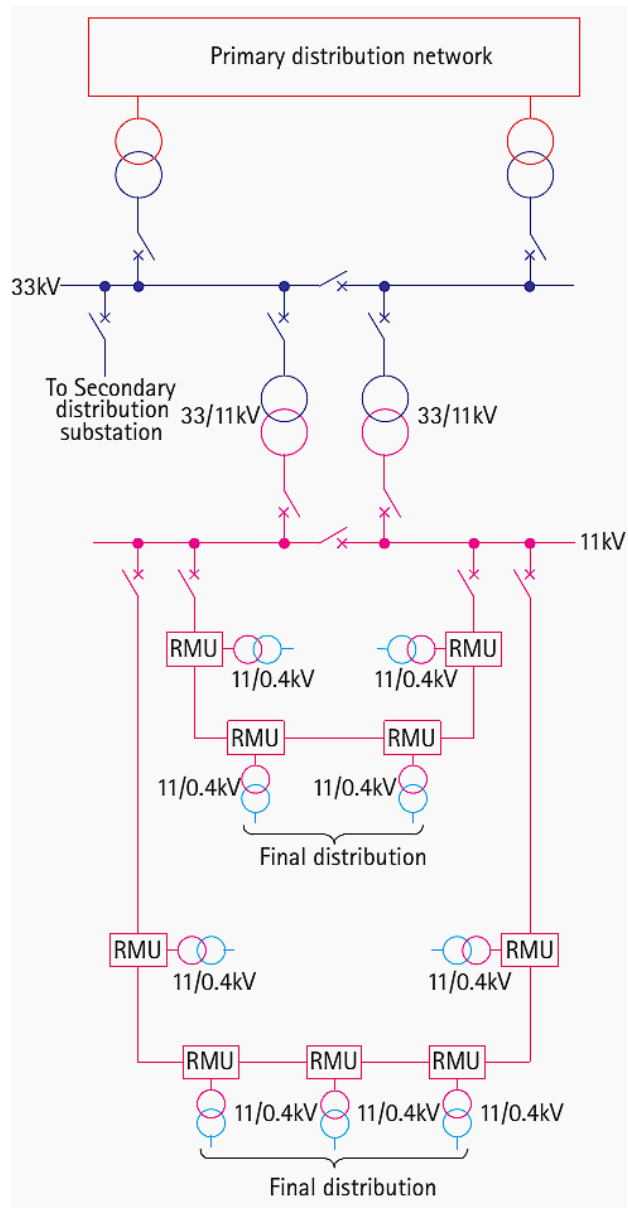 Primary distribution network
33kV
To Secondary
distribution
substation
33/11kV
33/11kV
11kV
RMU
RMU
11/0.4kV
11/0.4kV
RMU
RMU
11/0.4kV
11/0.4kV
Final distribution
RMU
RMU
11/0.4kV
11/0.4kV
RMU
RMU
RMU
11/0.4kV
11/0.4kV
11/0.4kV
Final distribution